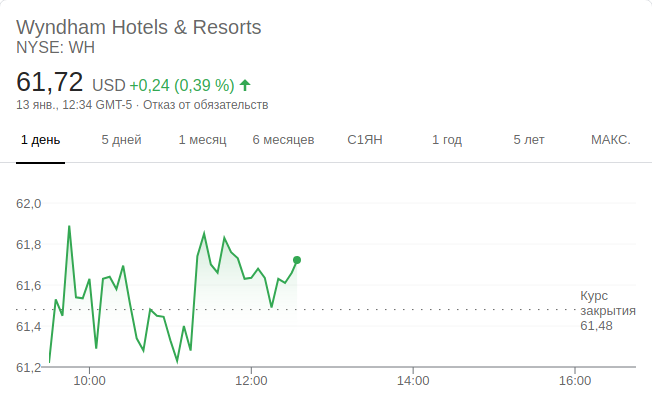 Wyndham Hotels & Resorts
NYSE: WH
61,72 USD +0,24 (0,39 %)
13 янв., 12:34 GMT-5 · Отказ от обязательств
1 день 5 дней 1 месяц 6 месяцев С1ЯН 1 год 5 лет МАКС.
62,0
61,8
61,6
61,4
61,2
Курс
закрытия
61,48
10:00 12:00 14:00 16:00